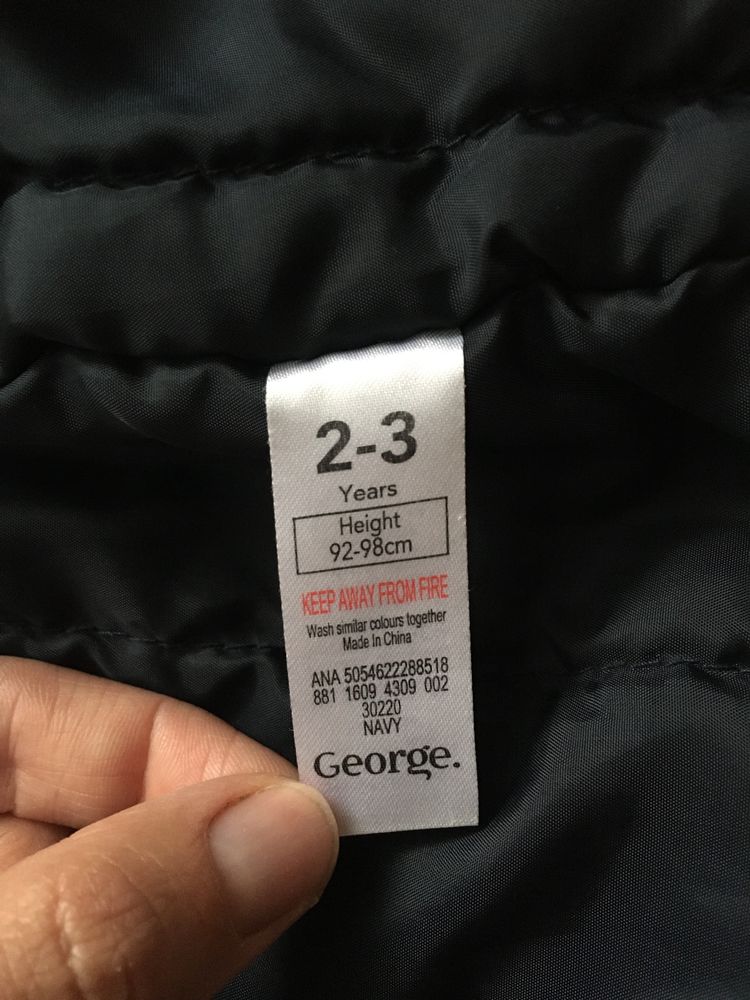 2-3
Years
Height
92-98cm
KEEP AWAY FROM FIRE
Wash similar colours together
Made In China
ANA 5054622288518
881 1609 4309 002
30220
NAVY
George.